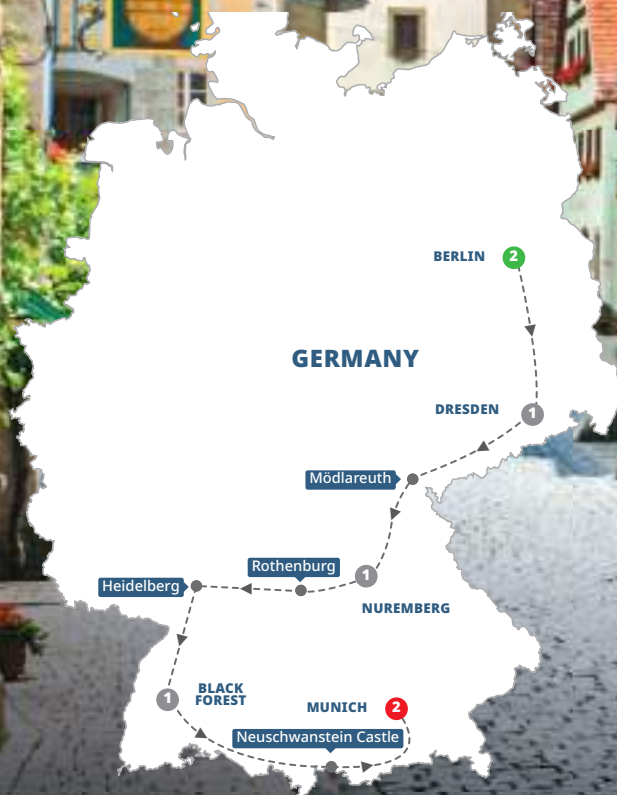 BERLIN 2
GERMANY
DRESDEN 1
Mödlareuth
Rothenburg
1
Heidelberg
NUREMBERG
1 BLACK
FOREST
MUNICH 2
Neuschwanstein Castle